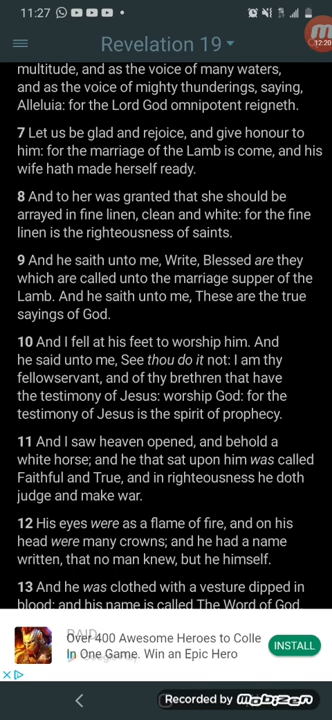 11:27
12:20
Revelation 19
multitude, and as the voice of many waters,
and as the voice of mighty thunderings, saying,
Alleluia: for the Lord God omnipotent reigneth.
7 Let us be glad and rejoice, and give honour to
him: for the marriage of the Lamb is come, and his
wife hath made herself ready.
8 And to her was granted that she should be
arrayed in fine linen, clean and white: for the fine
linen is the righteousness of saints.
9 And he saith unto me, Write, Blessed are they
which are called unto the marriage supper of the
Lamb. And he saith unto me, These are the true
sayings of God.
10 And I fell at his feet to worship him. And
he said unto me, See thou do it not: I am thy
fellowservant, and of thy brethren that have
the testimony of Jesus: worship God: for the
testimony of Jesus is the spirit of prophecy.
11 And I saw heaven opened, and behold a
white horse; and he that sat upon him was called
Faithful and True, and in righteousness he doth
judge and make war.
12 His eyes were as a flame of fire, and on his
head were many crowns; and he had a name
written, that no man knew, but he himself.
13 And he was clothed with a vesture dipped in
blood: and his name is called The Word of God.
RAID
Over 400 Awesome Heroes to Colle
In One Game. Win an Epic Hero
INSTALL
Recorded by MOBIZEN